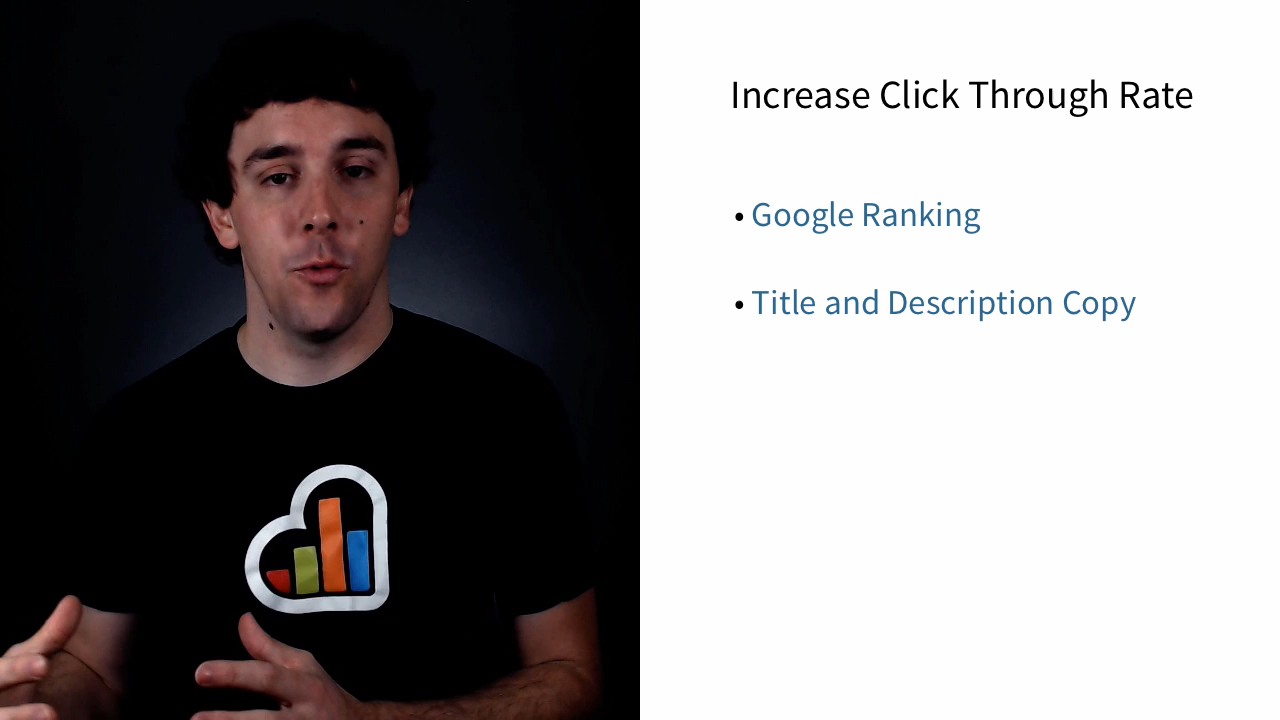 Increase Click Through Rate
• Google Ranking
• Title and Description Copy